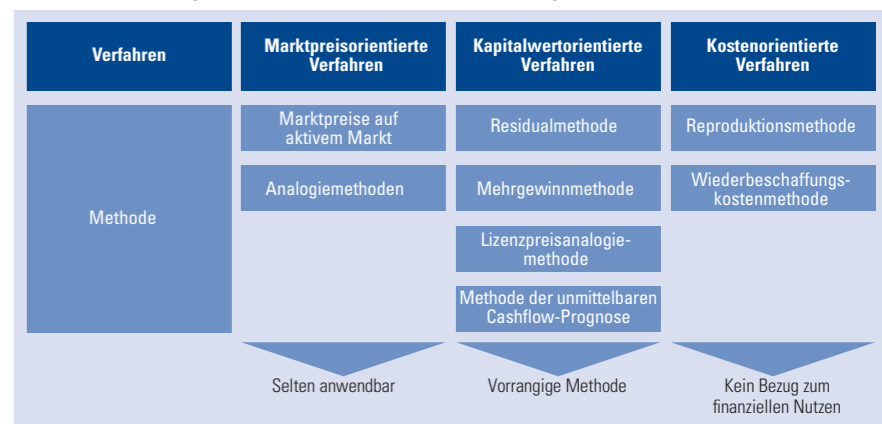 Verfahren
Marktpreisorientierte
Verfahren
Kapitalwertorientierte
Verfahren
Kostenorientierte
Verfahren
Methode
Marktpreise auf
aktivem Markt
Analogiemethoden
Residualmethode
Mehrgewinnmethode
Lizenzpreisanalogie-
methode
Methode der unmittelbaren
Cashflow-Prognose
Reproduktionsmethode
Wiederbeschaffungs-
kostenmethode
Selten anwendbar
Vorrangige Methode
Kein Bezug zum
finanziellen Nutzen